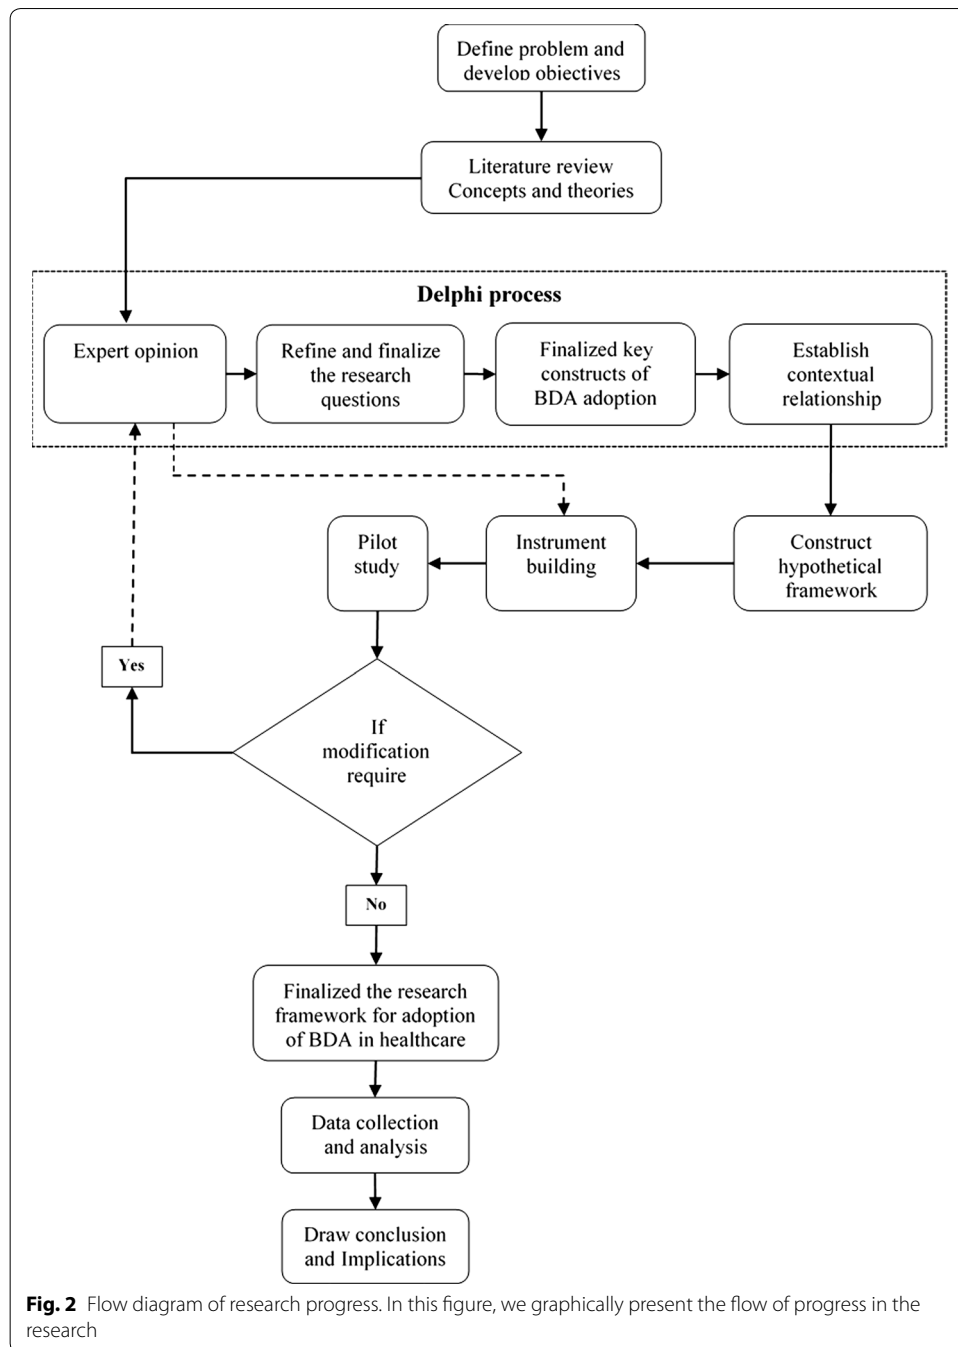 Define problem and
develop objectives
Literature review
Concepts and theories
Delphi process
Expert opinion
Refine and finalize
the research
questions
Finalized key
constructs of
BDA adoption
Establish
contextual
relationship
Pilot
study
Instrument
building
Construct
hypothetical
framework
Yes
If
modification
require
No
Finalized the research
framework for adoption
of BDA in healthcare
Data collection
and analysis
Draw conclusion
and Implications
Fig. 2 Flow diagram of research progress. In this figure, we graphically present the flow of progress in the
research